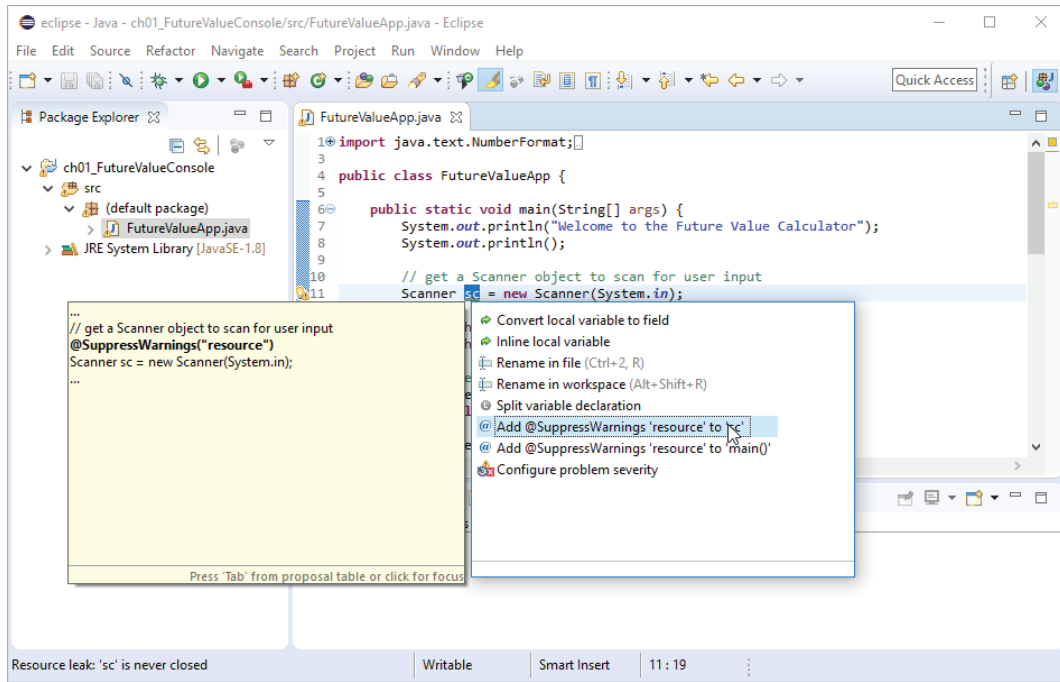 eclipse - Java - ch01_FutureValueConsole/src/FutureValueApp.java - Eclipse
File Edit Source Refactor Navigate Search Project Run Window Help
Quick Access
Package Explorer
FutureValueApp.java
ch01_FutureValueConsole
src
(default package)
FutureValueApp.java
JRE System Library [JavaSE-1.8]
1 import java.text.NumberFormat;
3
4 public class FutureValueApp {
5
6 public static void main(String[] args) {
7 System.out.println("Welcome to the Future Value Calculator");
8 System.out.println();
9
10 // get a Scanner object to scan for user input
11 Scanner sc = new Scanner(System.in);
...
// get a Scanner object to scan for user input
@SuppressWarnings("resource")
Scanner sc = new Scanner(System.in);
...
Press 'Tab' from proposal table or click for focus
Convert local variable to field
Inline local variable
Rename in file (Ctrl+2, R)
Rename in workspace (Alt+Shift+R)
Split variable declaration
@ Add @SuppressWarnings 'resource' to 'sc'
@ Add @SuppressWarnings 'resource' to 'main()'
Configure problem severity
Resource leak: 'sc' is never closed
Writable
Smart Insert
11 : 19